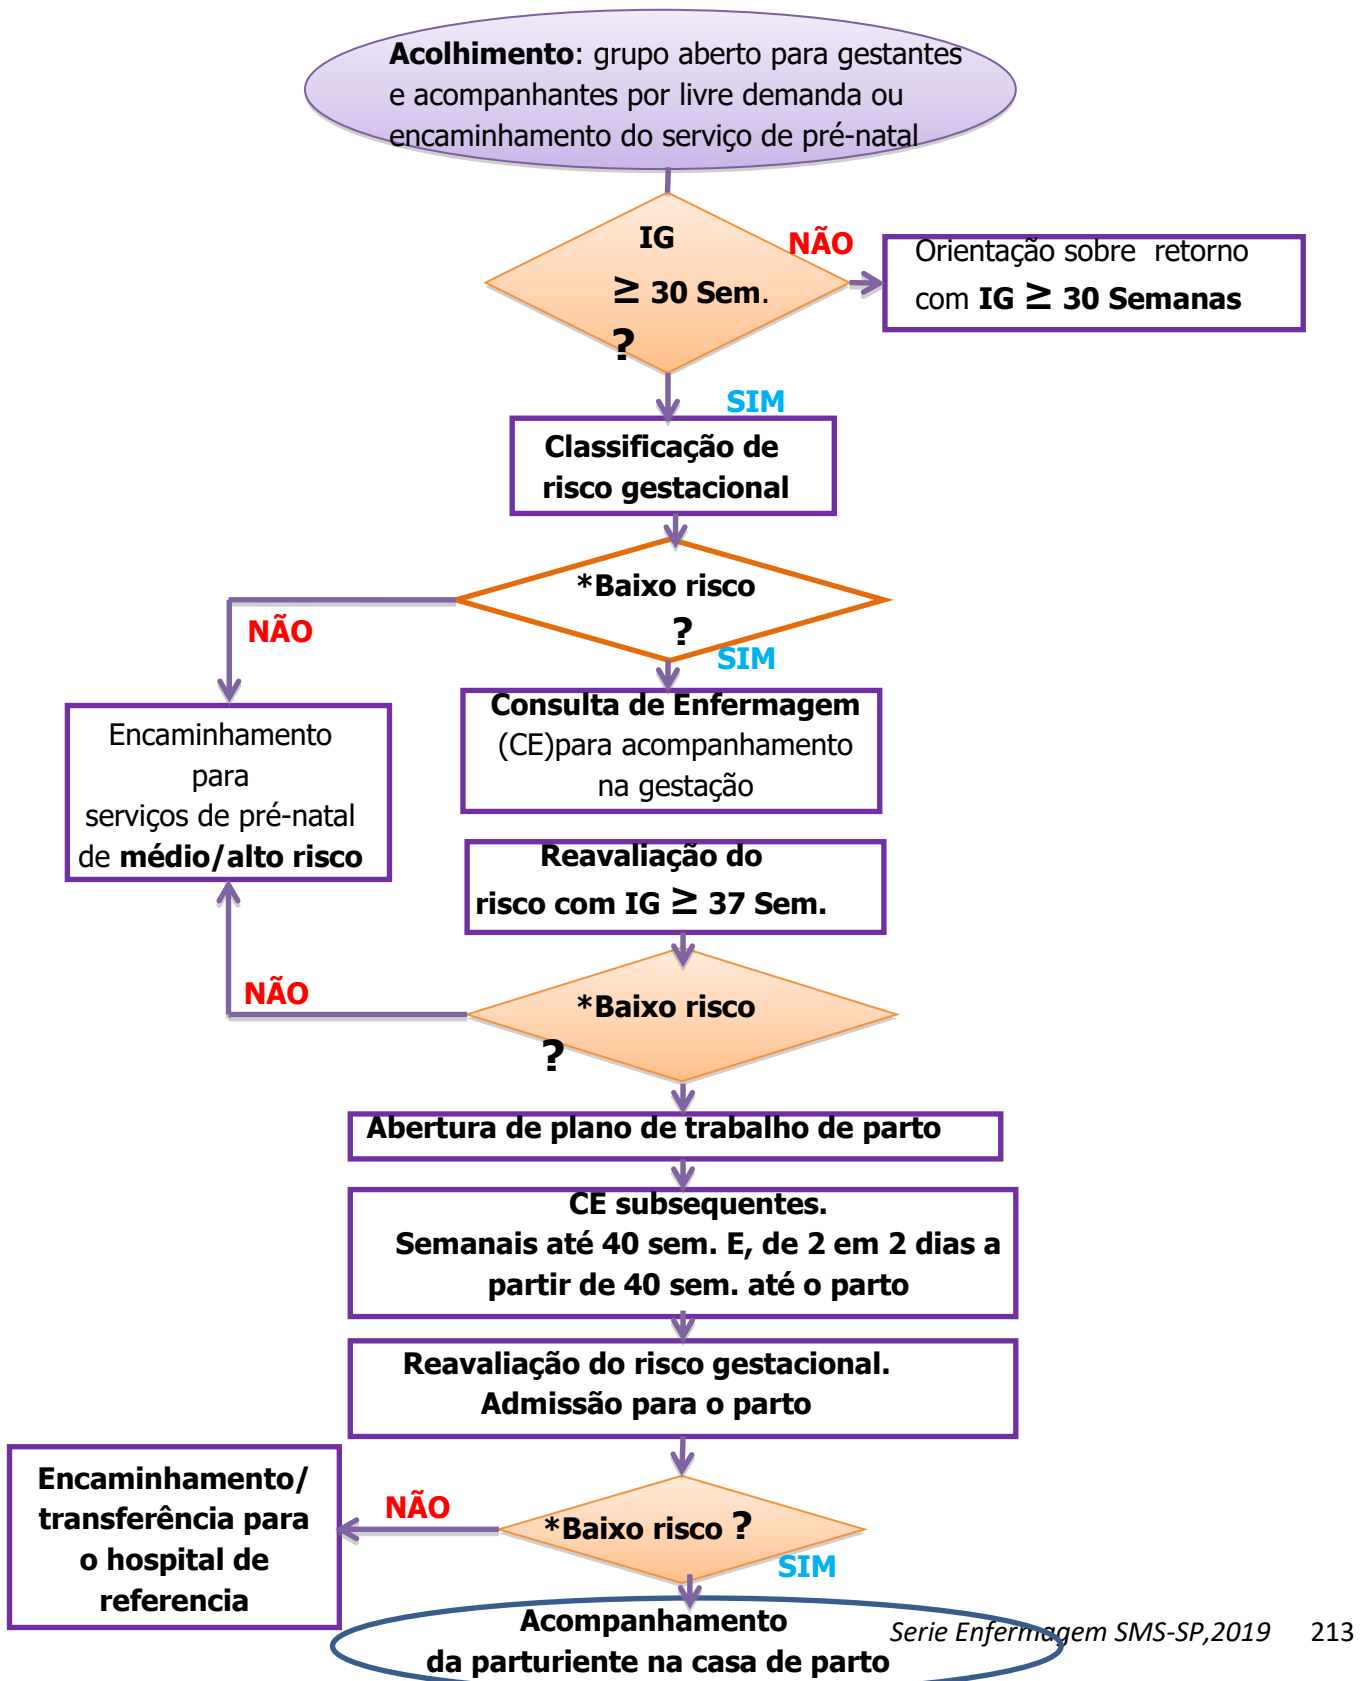 Acolhimento: grupo aberto para gestantes
e acompanhantes por livre demanda ou
encaminhamento do serviço de pré-natal
IG
≥ 30 Sem.
?
NÃO
Orientação sobre retorno
com IG ≥ 30 Semanas
SIM
Classificação de
risco gestacional
*Baixo risco
?
NÃO
SIM
Consulta de Enfermagem
(CE)para acompanhamento
na gestação
Encaminhamento
para
serviços de pré-natal
de médio/alto risco
Reavaliação do
risco com IG ≥ 37 Sem.
NÃO
*Baixo risco
?
Abertura de plano de trabalho de parto
CE subsequentes.
Semanais até 40 sem. E, de 2 em 2 dias a
partir de 40 sem. até o parto
Reavaliação do risco gestacional.
Admissão para o parto
Encaminhamento/
transferência para
o hospital de
referencia
NÃO
*Baixo risco ?
SIM
Acompanhamento
da parturiente na casa de parto
Serie Enfermagem SMS-SP,2019 213